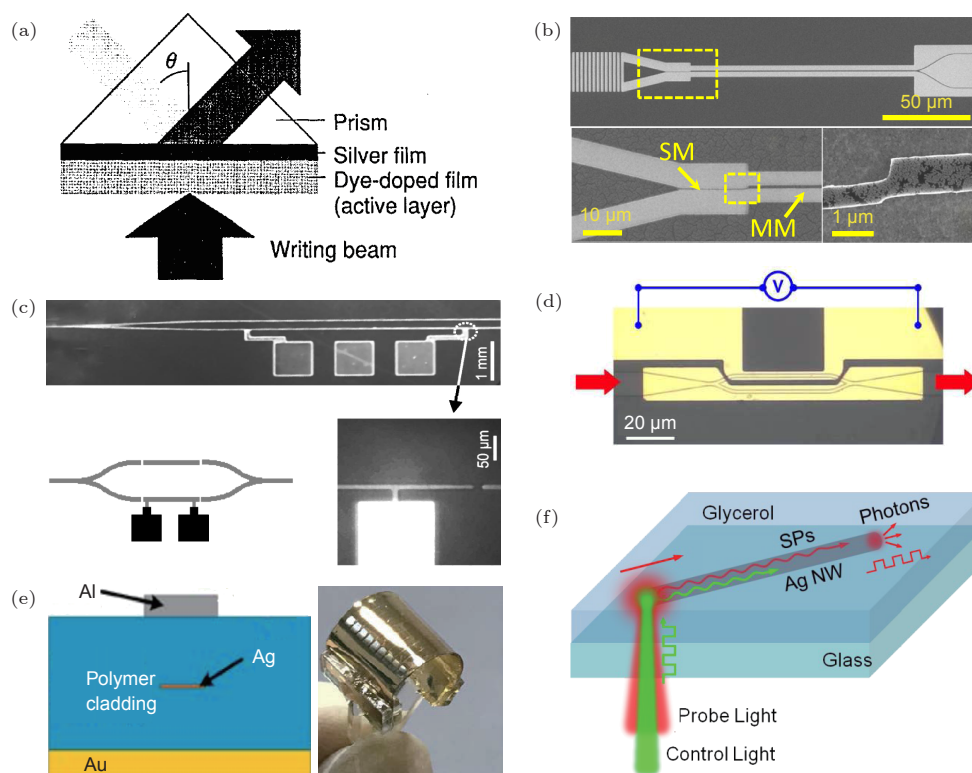 (a)
θ
Prism
Silver film
Dye-doped film
(active layer)
Writing beam
(b)
50 µm
SM
10 µm
MM
1 µm
(c)
1 mm
50 µm
(d)
V
20 µm
(e)
Al
Ag
Polymer
cladding
Au
(f)
Glycerol
Photons
SPs
Ag NW
Glass
Probe Light
Control Light